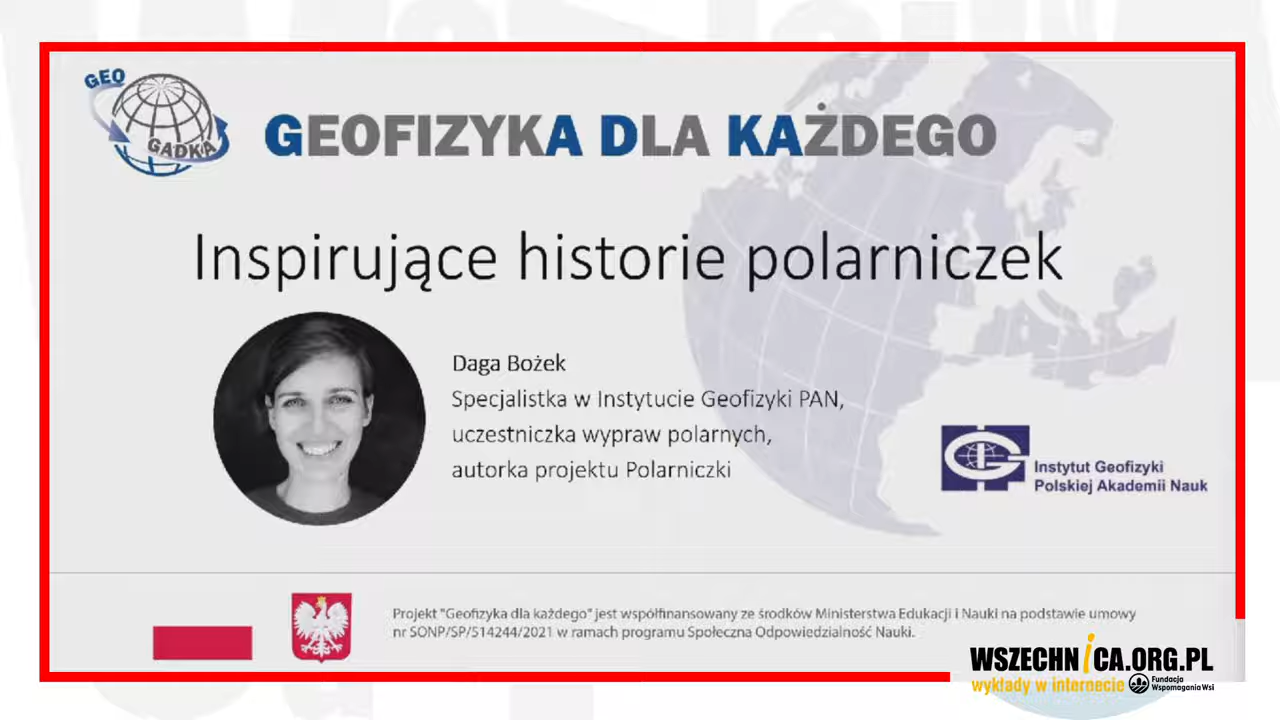 GEO
GADKA
GEOFIZYKA DLA KAŻDEGO
Inspirujące historie polarniczek
Daga Bożek
Specjalistka w Instytucie Geofizyki PAN,
uczestniczka wypraw polarnych,
autorka projektu Polarniczki
Instytut Geofizyki
Polskiej Akademii Nauk
Projekt "Geofizyka dla każdego" jest współfinansowany ze środków Ministerstwa Edukacji i Nauki na podstawie umowy
nr SONP/SP/514244/2021 w ramach programu Społeczna Odpowiedzialność Nauki.
WSZECHNICA.ORG.PL
wykłady w internecie
Fundacja
Wspomagania Wsi